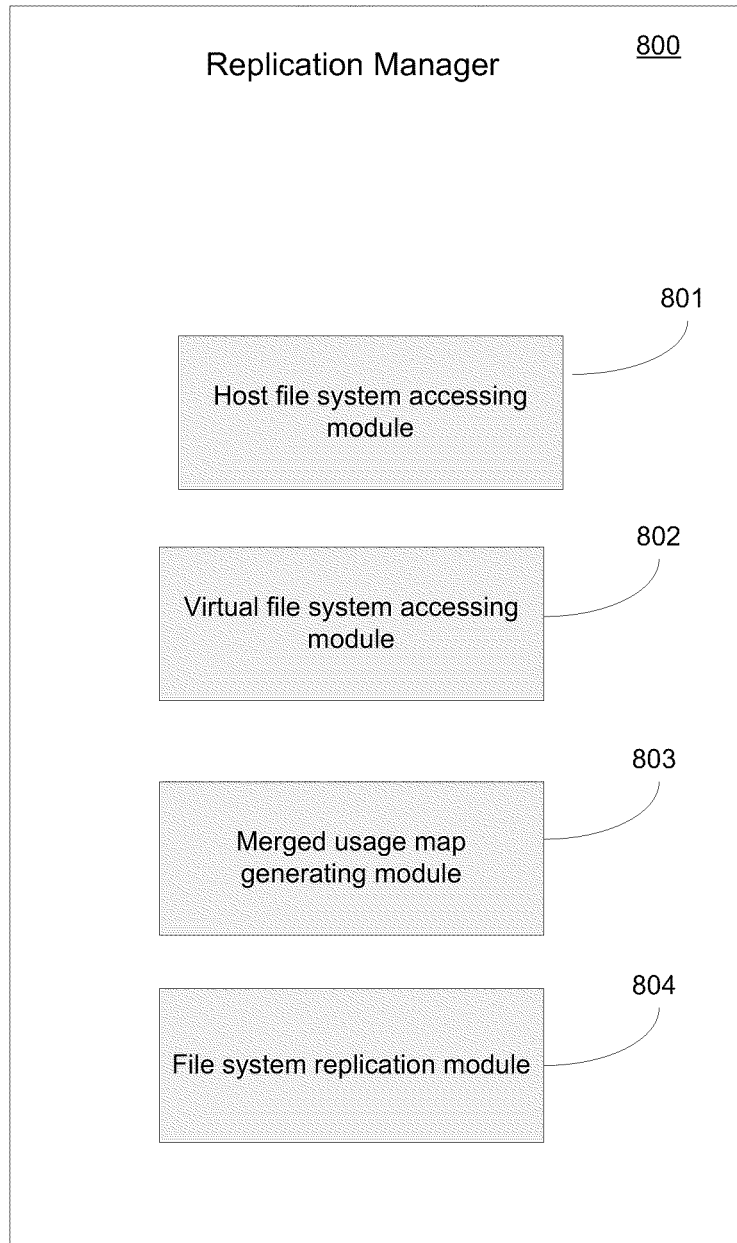 Replication Manager
800
801
Host file system accessing
module
802
Virtual file system accessing
module
803
Merged usage map
generating module
804
File system replication module